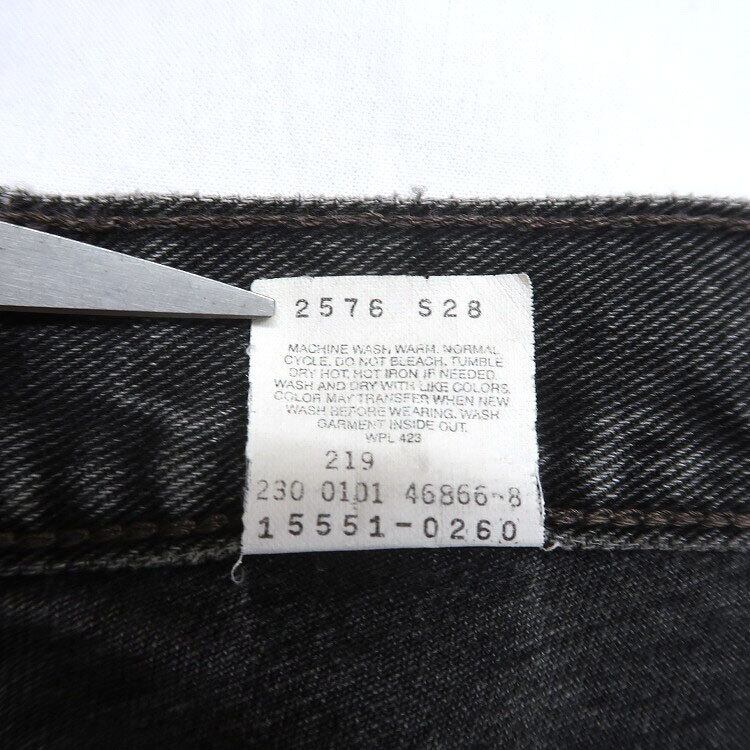 2576 S28
MACHINE WASH WARM. NORMAL
CYCLE. DO NOT BLEACH. TUMBLE
DRY HOT. HOT IRON IF NEEDED.
WASH AND DRY WITH LIKE COLORS.
COLOR MAY TRANSFER WHEN NEW.
WASH BEFORE WEARING. WASH
GARMENT INSIDE OUT.
WPL 423
219
230 0101 46866-8
15551-0260